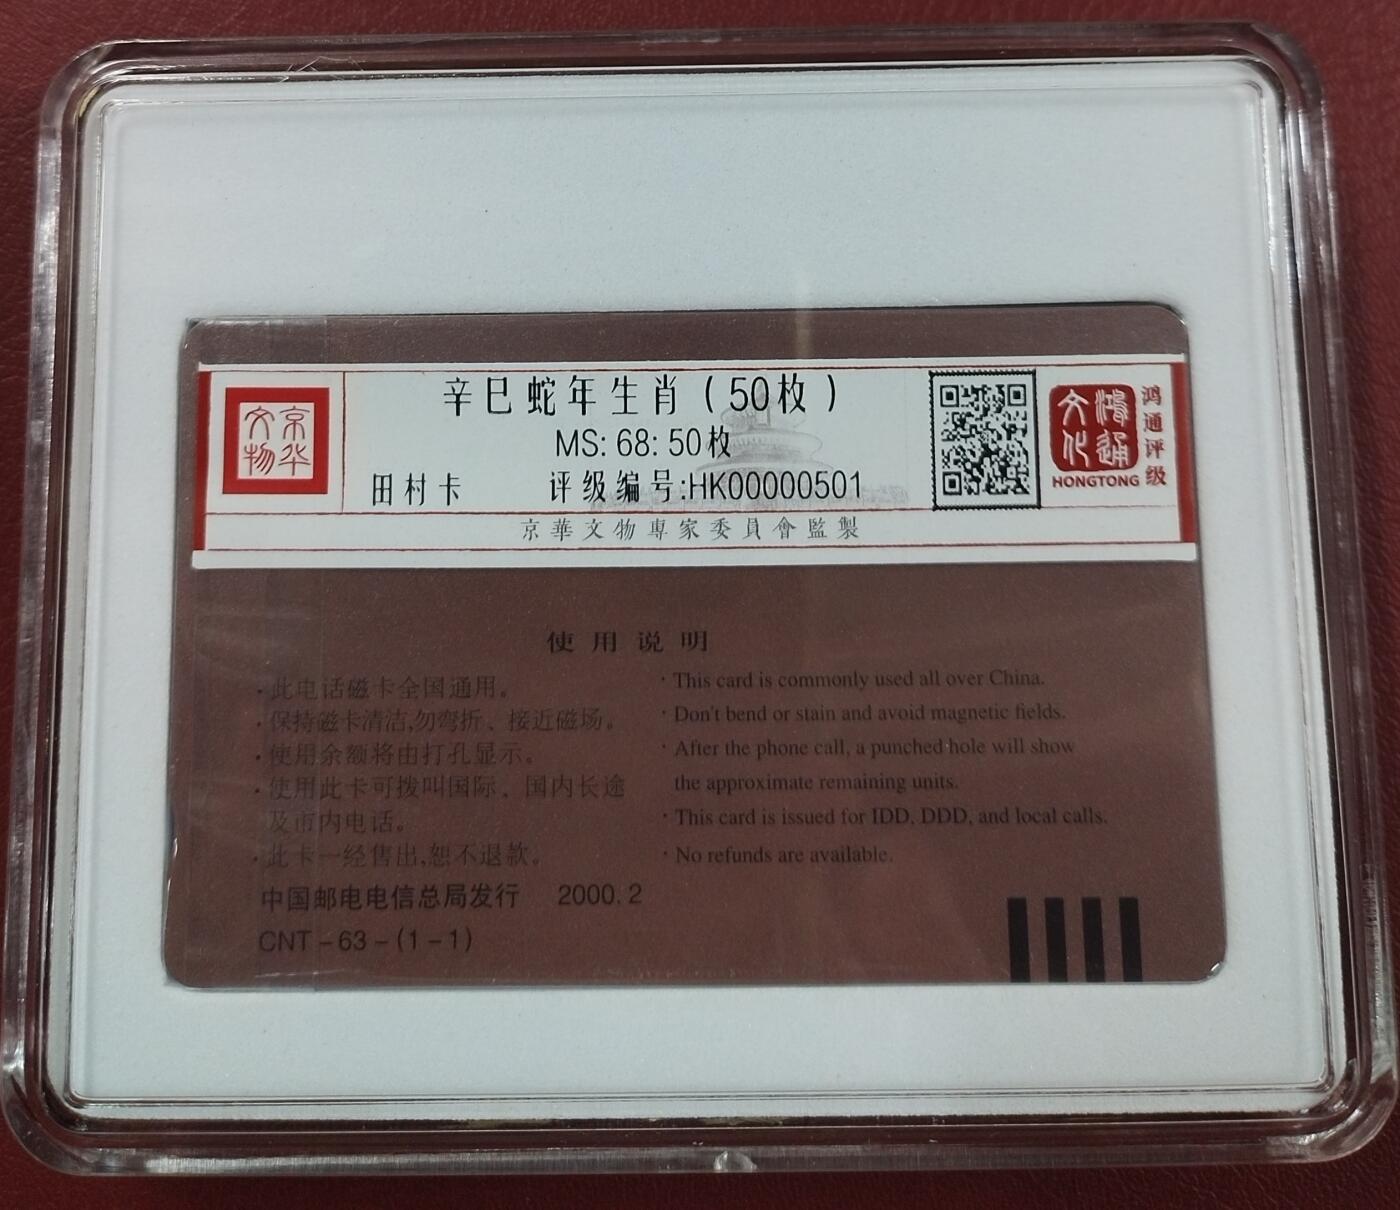 京华文物
辛巳蛇年生肖(50枚)
MS: 68: 50枚
田村卡 评级编号:HK00000501
京華文物專家委員會監製
鸿通文化
HONGTONG
鸿通评级
使用说明
·此电话磁卡全国通用。
·保持磁卡清洁,勿弯折、接近磁场。
·使用余额将由打孔显示。
·使用此卡可拨叫国际、国内长途
及市内电话。
·此卡一经售出,恕不退款。
中国邮电电信总局发行 2000.2
CNT-63-(1-1)
·This card is commonly used all over China.
·Don't bend or stain and avoid magnetic fields.
·After the phone call, a punched hole will show
the approximate remaining units.
·This card is issued for IDD, DDD, and local calls.
·No refunds are available.